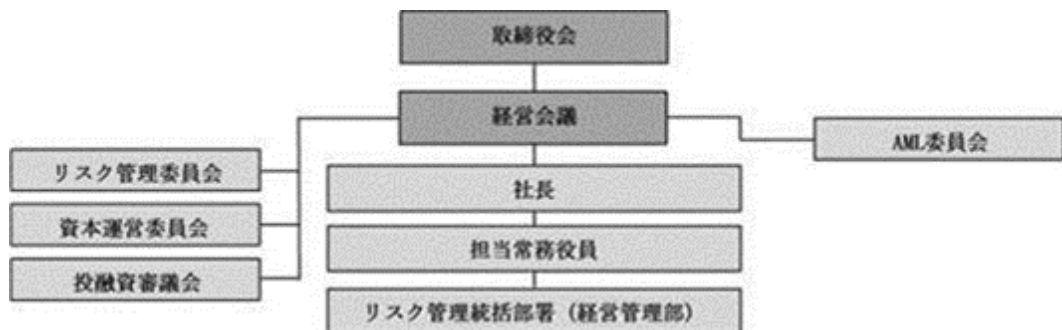 取締役会
経営会議
AML委員会
リスク管理委員会
社長
資本運営委員会
担当常務役員
投融資審議会
リスク管理統括部署（経営管理部）